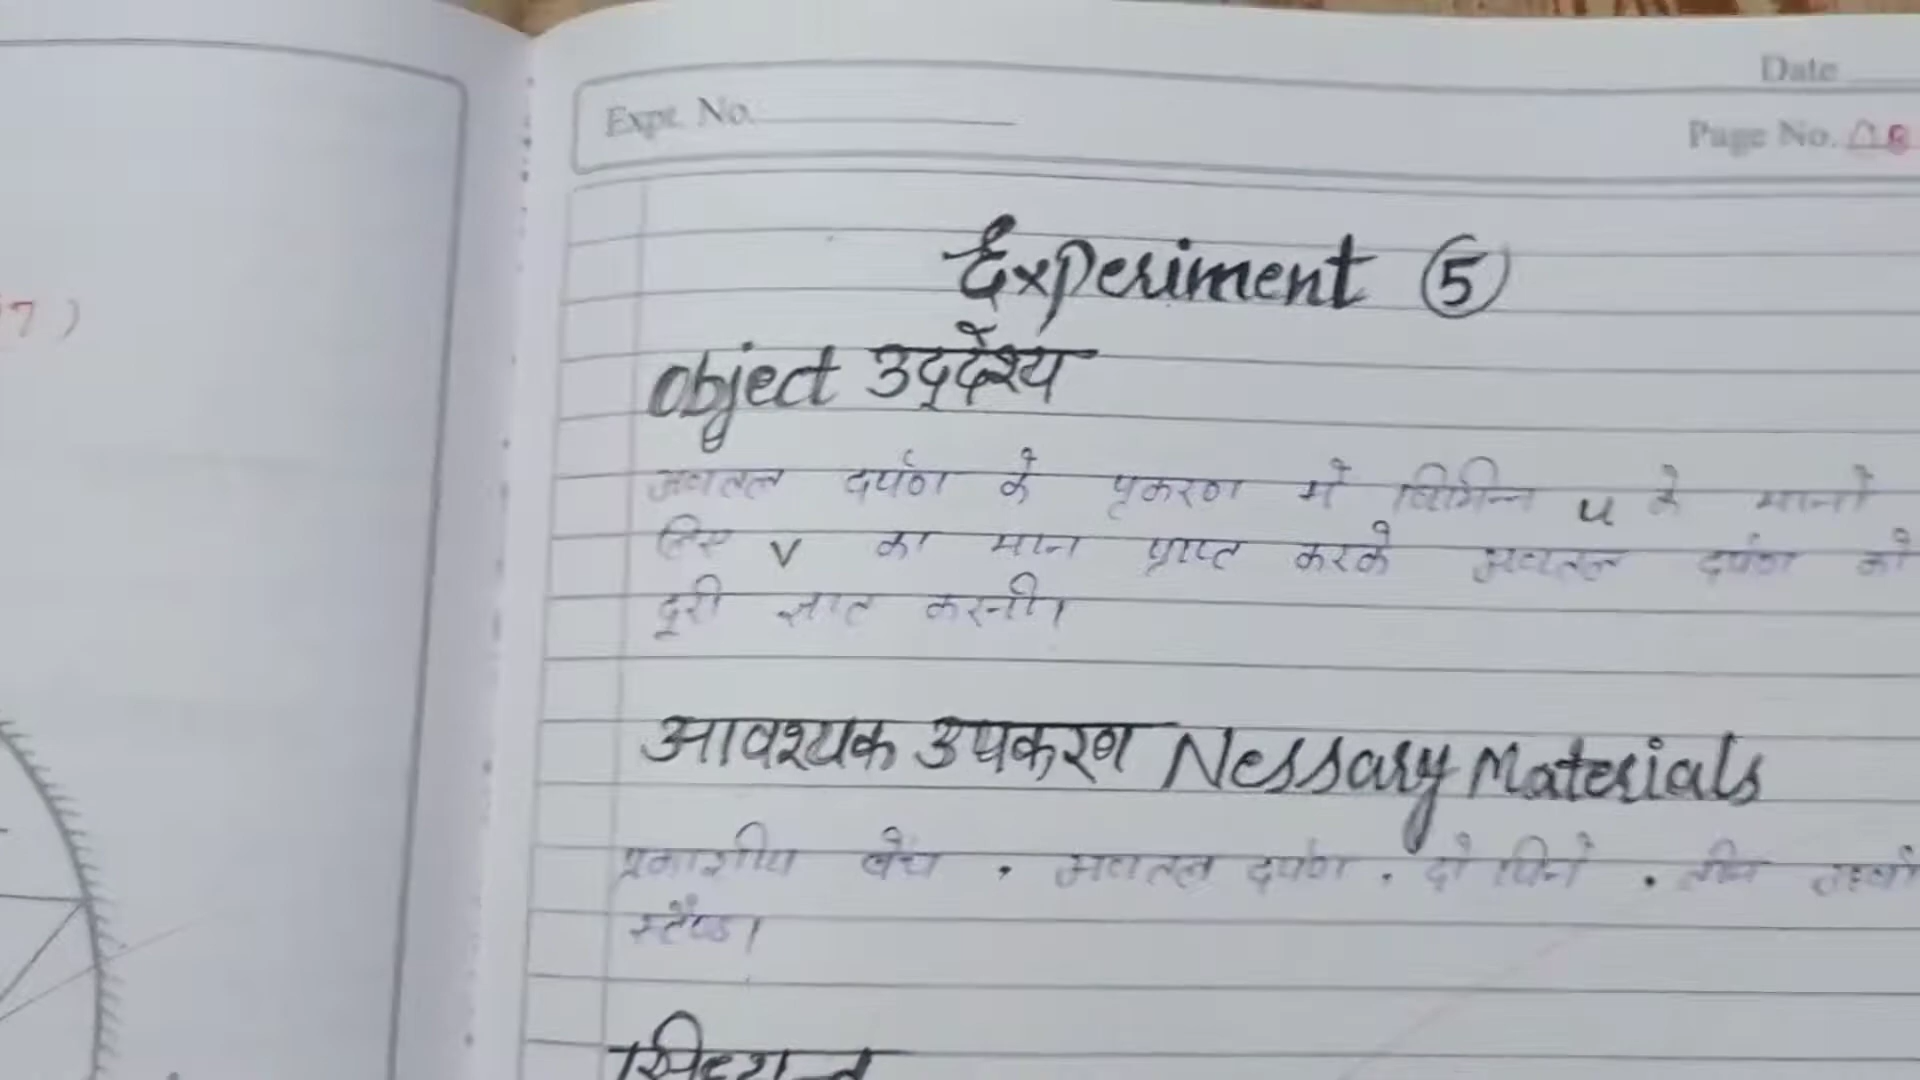 Date
Expt. No.
Page No. 18
7)
Experiment ⑤
object उद्देश्य
अवतल दर्पण के प्रकरण में विभिन्न u के मानो
लिए v का मान प्राप्त करके अवतल दर्पण को
दूरी ज्ञात करनी।
आवश्यक उपकरण Nessary Materials
प्रकाशीय बेंच , अवतल दर्पण , दो पिने , तीन
स्टैण्ड।
सिद्धान्त